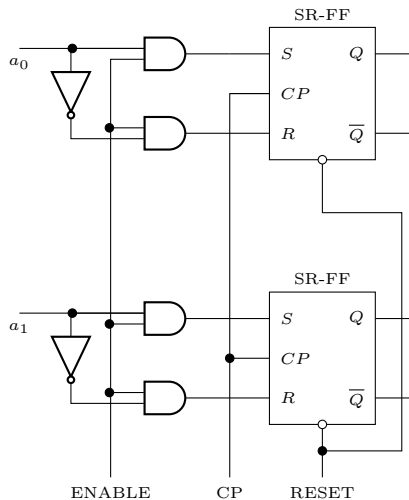 SR-FF
S Q
a0
CP
R Q̅
SR-FF
S Q
a1
CP
R Q̅
ENABLE CP RESET